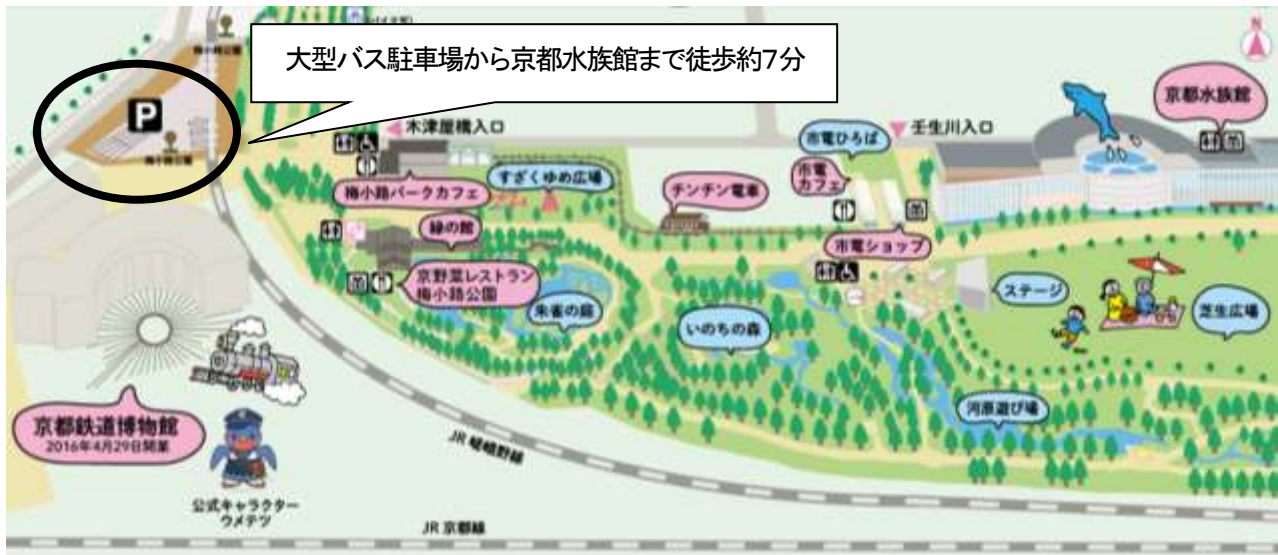 大型バス駐車場から京都水族館まで徒歩約7分
P
N
京都水族館
木津屋橋入口
市電ひろば
壬生川入口
梅小路パークカフェ
すざくゆめ広場
チンチン電車
市電
カフェ
緑の館
市電ショップ
京野菜レストラン
梅小路公園
朱雀の庭
いのちの森
ステージ
芝生広場
河原遊び場
京都鉄道博物館
2016年4月29日開業
公式キャラクター
ウメテツ
JR 嵯峨野線
JR 京都線